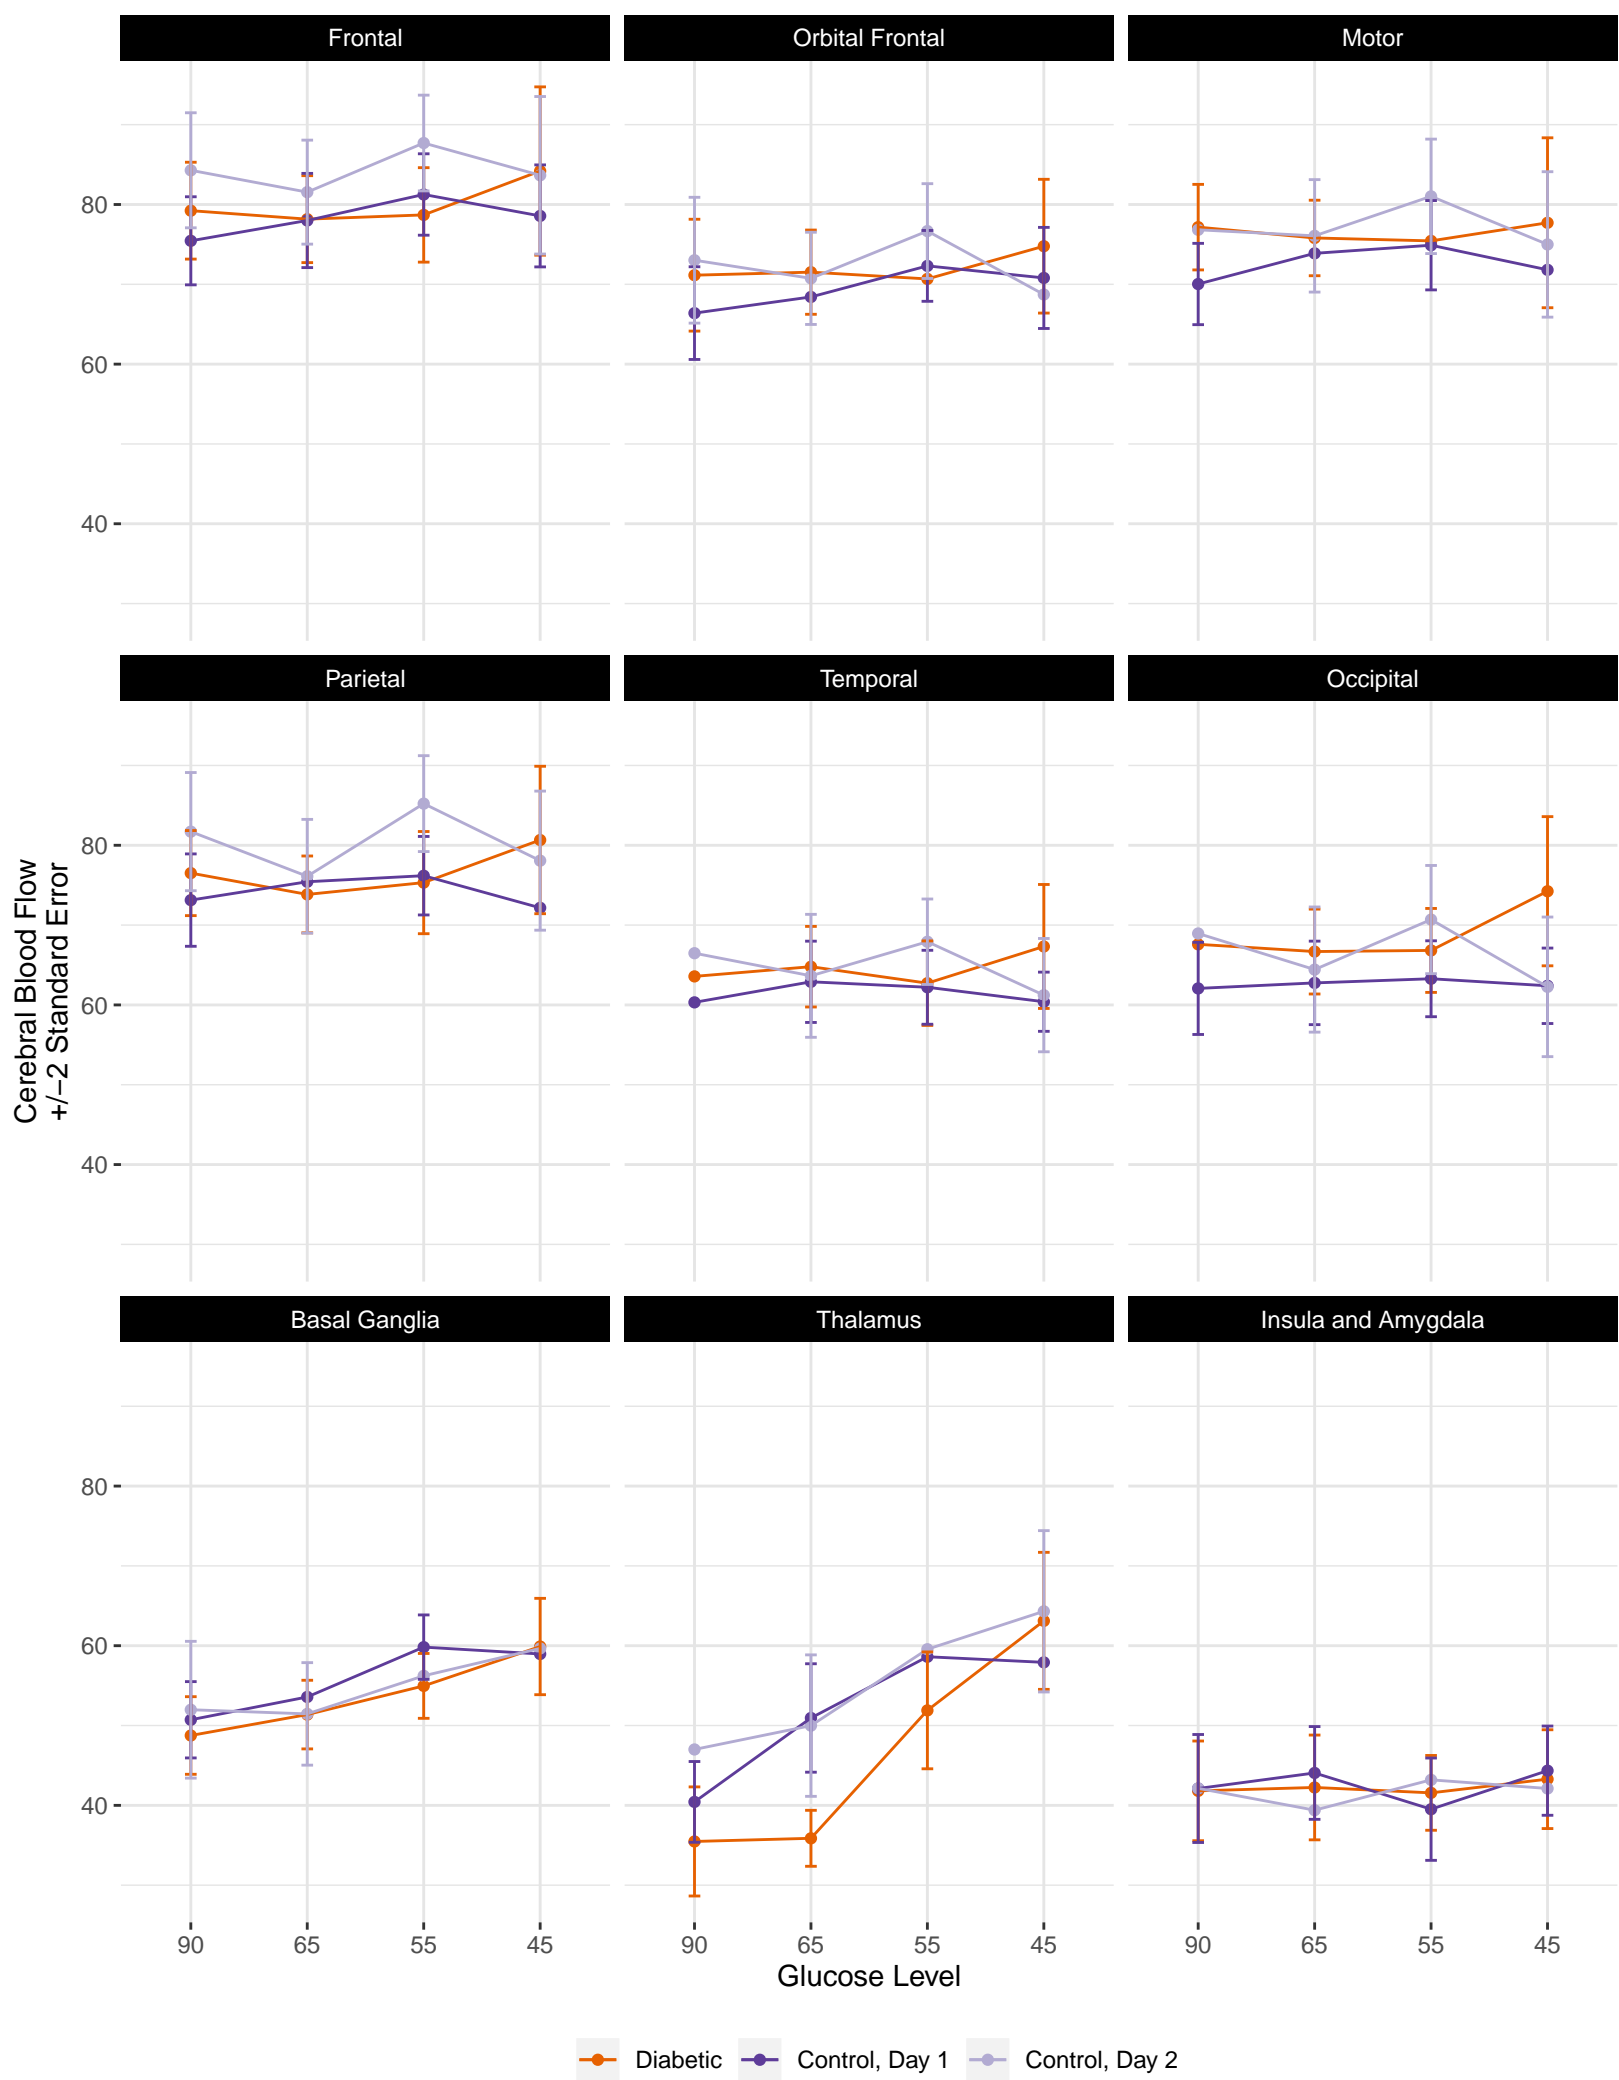 Frontal
Orbital Frontal
Motor
80
60
40
Parietal
Temporal
Occipital
80
60
40
Cerebral Blood Flow
+/−2 Standard Error
Basal Ganglia
Thalamus
Insula and Amygdala
80
60
40
90 65 55 45
90 65 55 45
90 65 55 45
Glucose Level
Diabetic
Control, Day 1
Control, Day 2